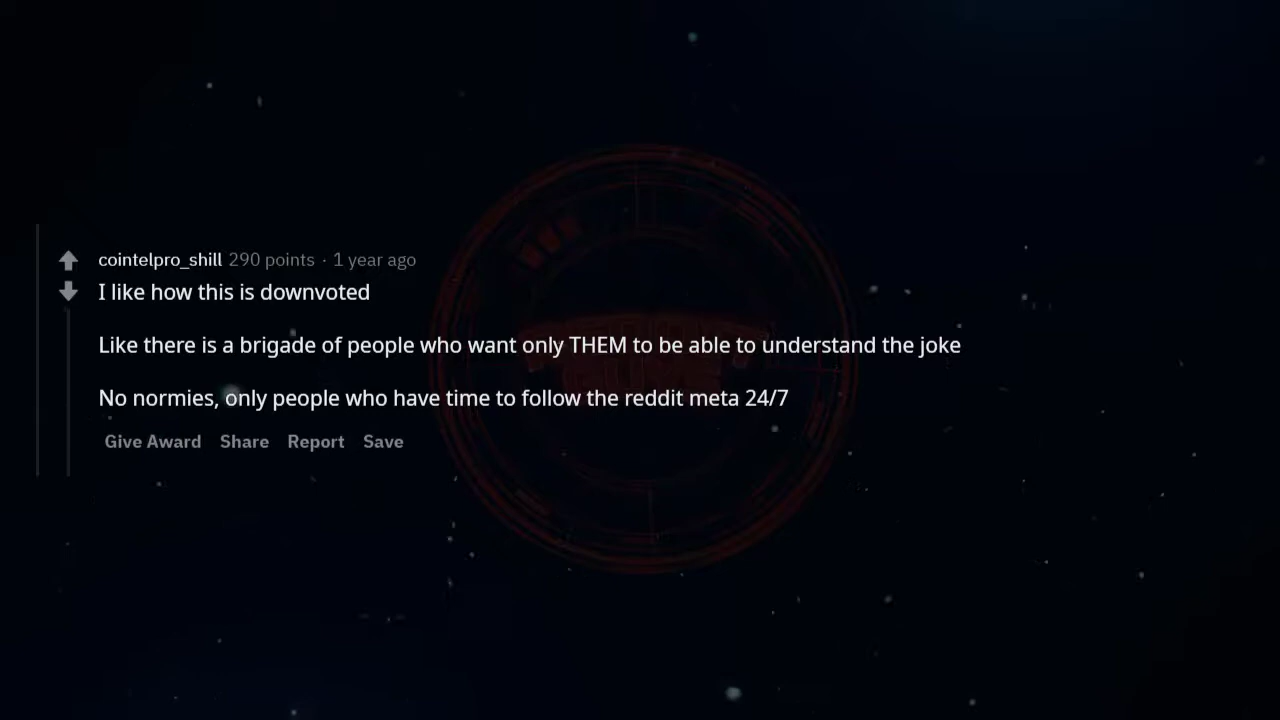 cointelpro_shill 290 points · 1 year ago
I like how this is downvoted
Like there is a brigade of people who want only THEM to be able to understand the joke
No normies, only people who have time to follow the reddit meta 24/7
Give Award Share Report Save